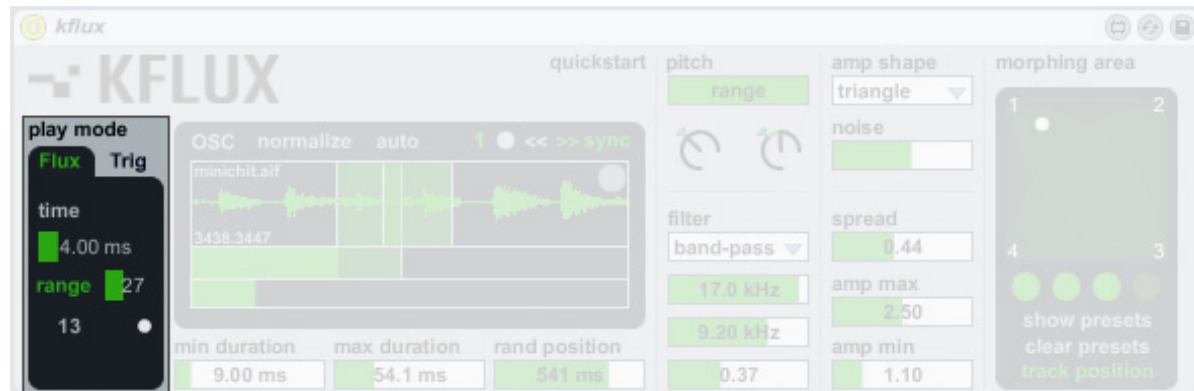 kflux
KFLUX
quickstart
play mode
Flux Trig
time
4.00 ms
range 27
13
OSC normalize auto 1 << >> sync
minichit.aif
3438.3447
min duration max duration rand position
9.00 ms 54.1 ms 541 ms
pitch
range
filter
band-pass
17.0 kHz
9.20 kHz
0.37
amp shape
triangle
noise
spread
0.44
amp max
2.50
amp min
1.10
morphing area
1 2
4 3
show presets
clear presets
track position